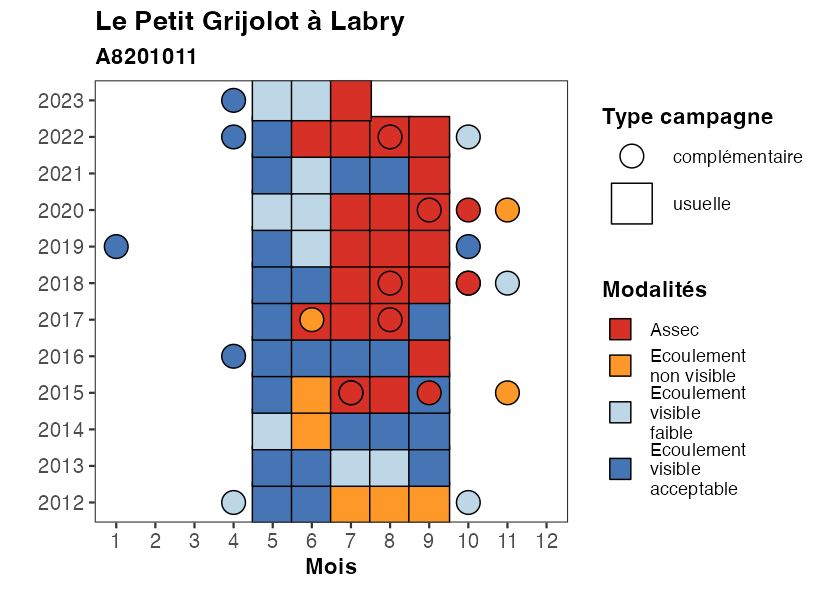 Le Petit Grijolot à Labry
A8201011
2023
2022
2021
2020
2019
2018
2017
2016
2015
2014
2013
2012
1 2 3 4 5 6 7 8 9 10 11 12
Mois
Type campagne
complémentaire
usuelle
Modalités
Assec
Ecoulement
non visible
Ecoulement
visible
faible
Ecoulement
visible
acceptable